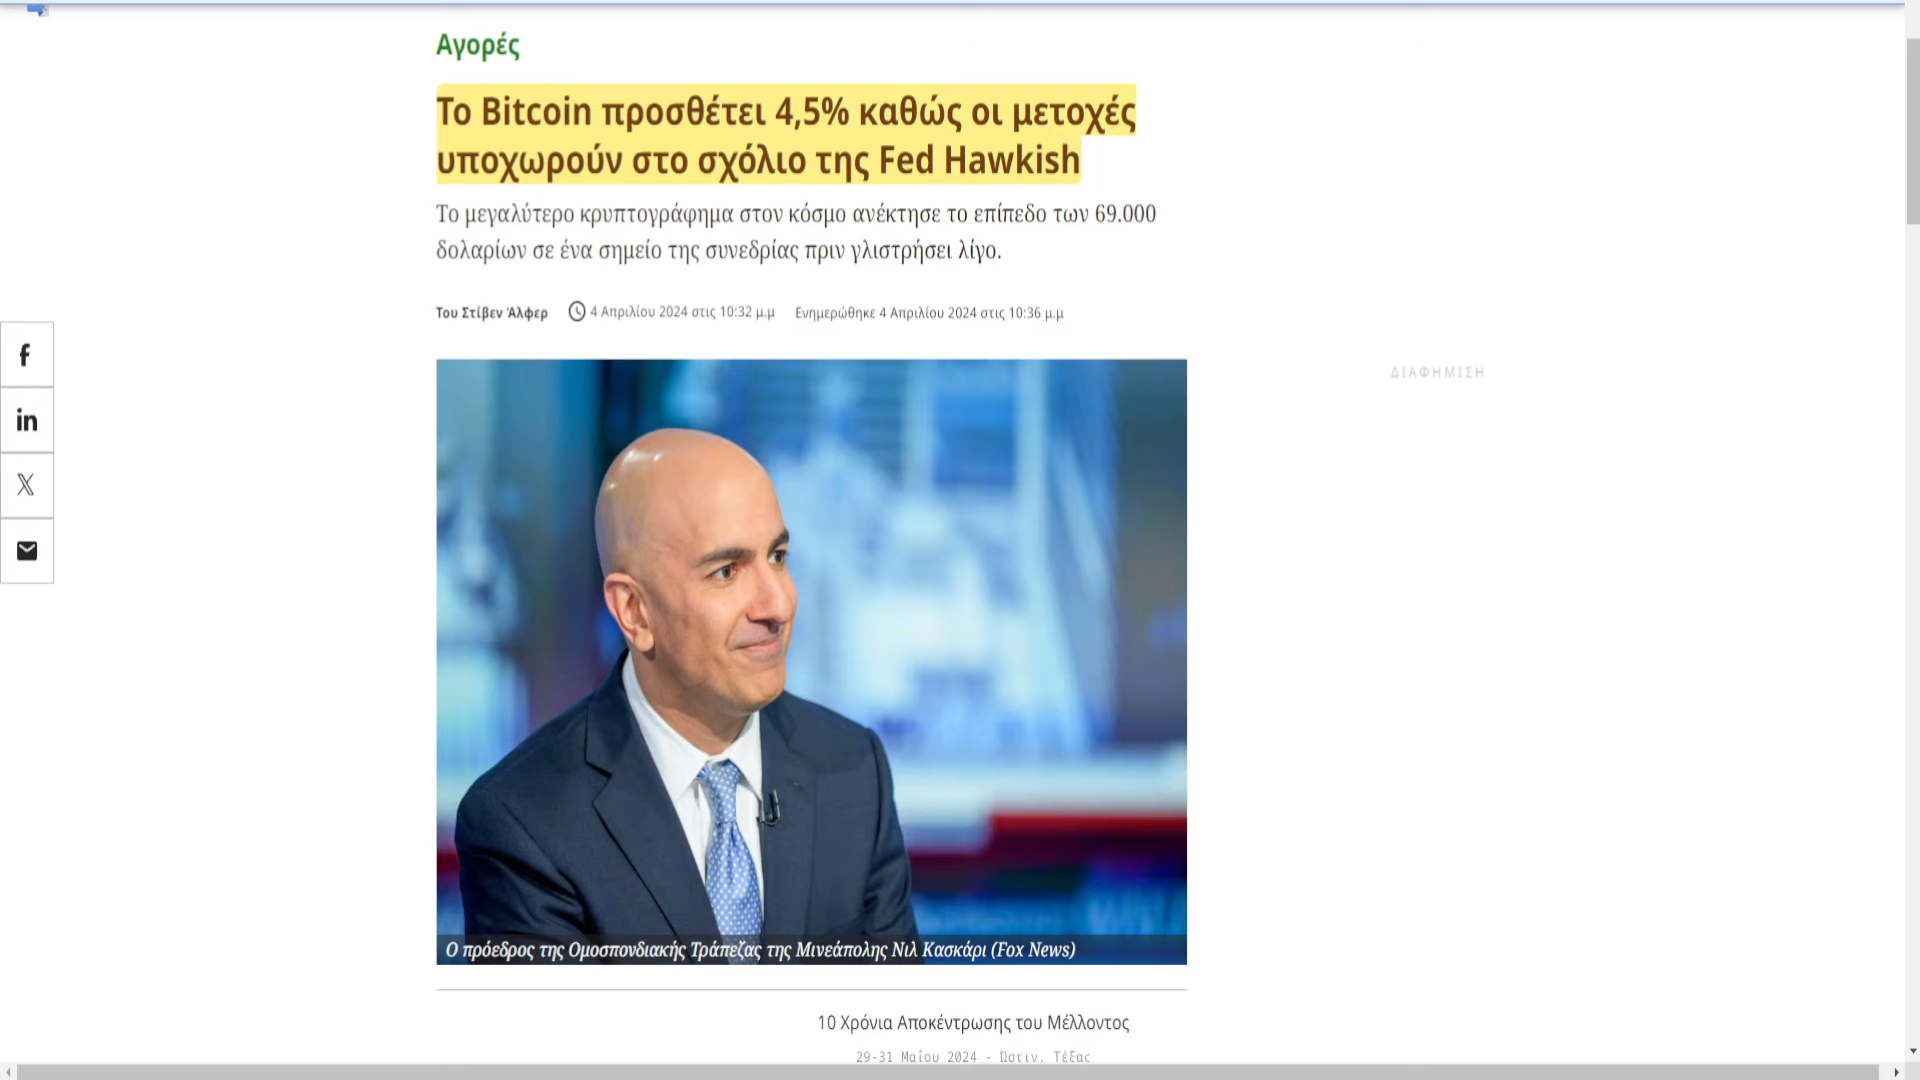 Αγορές
Το Bitcoin προσθέτει 4,5% καθώς οι μετοχές
υποχωρούν στο σχόλιο της Fed Hawkish
Το μεγαλύτερο κρυπτογράφημα στον κόσμο ανέκτησε το επίπεδο των 69.000
δολαρίων σε ένα σημείο της συνεδρίας πριν γλιστρήσει λίγο.
Του Στίβεν Άλφερ 4 Απριλίου 2024 στις 10:32 μ.μ Ενημερώθηκε 4 Απριλίου 2024 στις 10:36 μ.μ
ΔΙΑΦΗΜΙΣΗ
Ο πρόεδρος της Ομοσπονδιακής Τράπεζας της Μινεάπολης Νιλ Κασκάρι (Fox News)
10 Χρόνια Αποκέντρωσης του Μέλλοντος
29-31 Μαΐου 2024 - Ώστιν, Τέξας